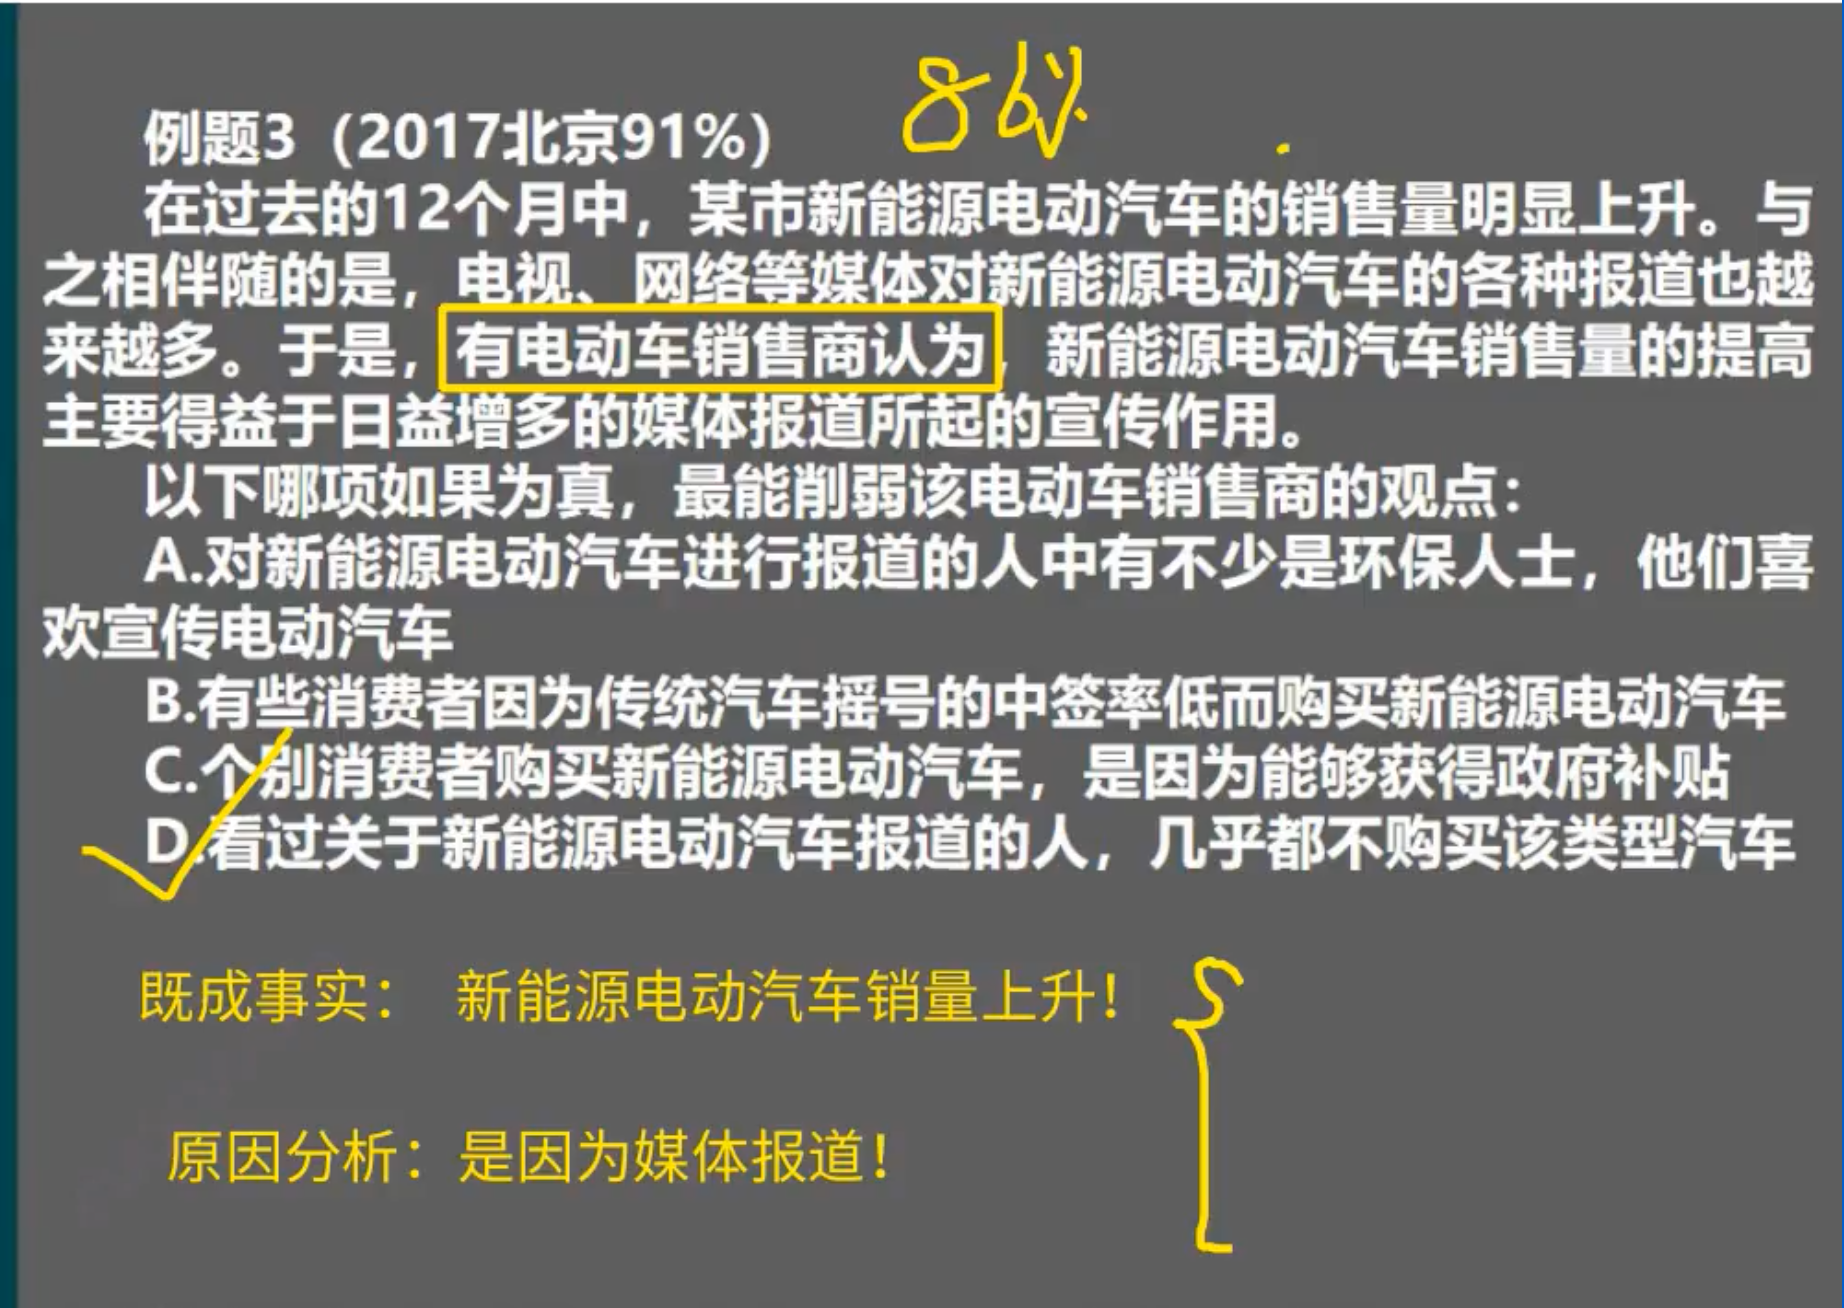 86%
例题3（2017北京91%）
在过去的12个月中，某市新能源电动汽车的销售量明显上升。与
之相伴随的是，电视、网络等媒体对新能源电动汽车的各种报道也越
来越多。于是，有电动车销售商认为，新能源电动汽车销售量的提高
主要得益于日益增多的媒体报道所起的宣传作用。
以下哪项如果为真，最能削弱该电动车销售商的观点：
A.对新能源电动汽车进行报道的人中有不少是环保人士，他们喜
欢宣传电动汽车
B.有些消费者因为传统汽车摇号的中签率低而购买新能源电动汽车
C.个别消费者购买新能源电动汽车，是因为能够获得政府补贴
D.看过关于新能源电动汽车报道的人，几乎都不购买该类型汽车
既成事实： 新能源电动汽车销量上升！
原因分析：是因为媒体报道！